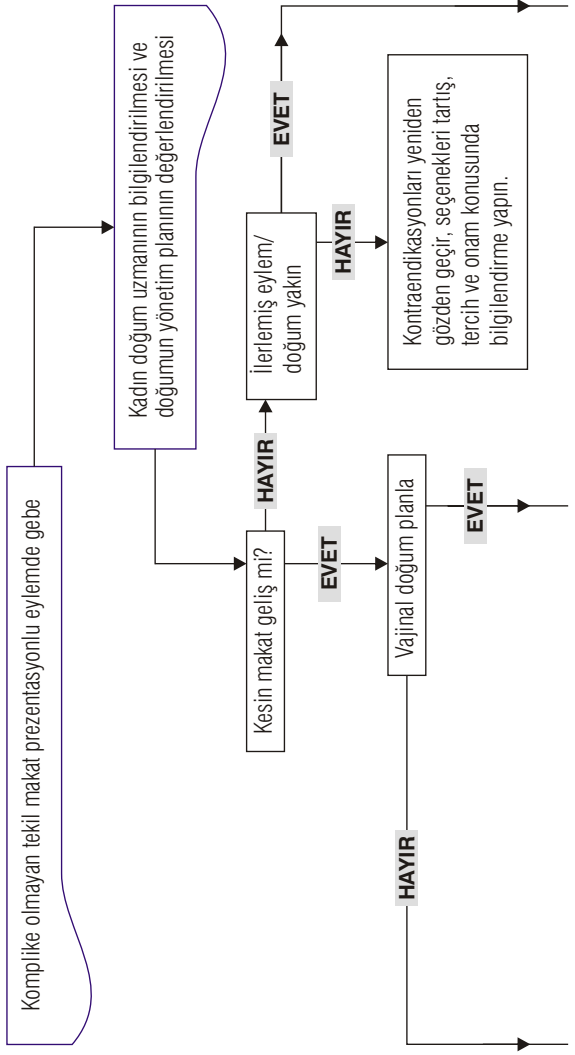 Komplike olmayan tekil makat prezentasyonlu eylemde gebe
Kadın doğum uzmanının bilgilendirilmesi ve
doğumun yönetim planının değerlendirilmesi
Kesin makat geliş mi?
HAYIR
İlerlemiş eylem/
doğum yakın
EVET
HAYIR
Kontraendikasyonları yeniden
gözden geçir, seçenekleri tartış,
tercih ve onam konusunda
bilgilendirme yapın.
EVET
Vajinal doğum planla
HAYIR
EVET